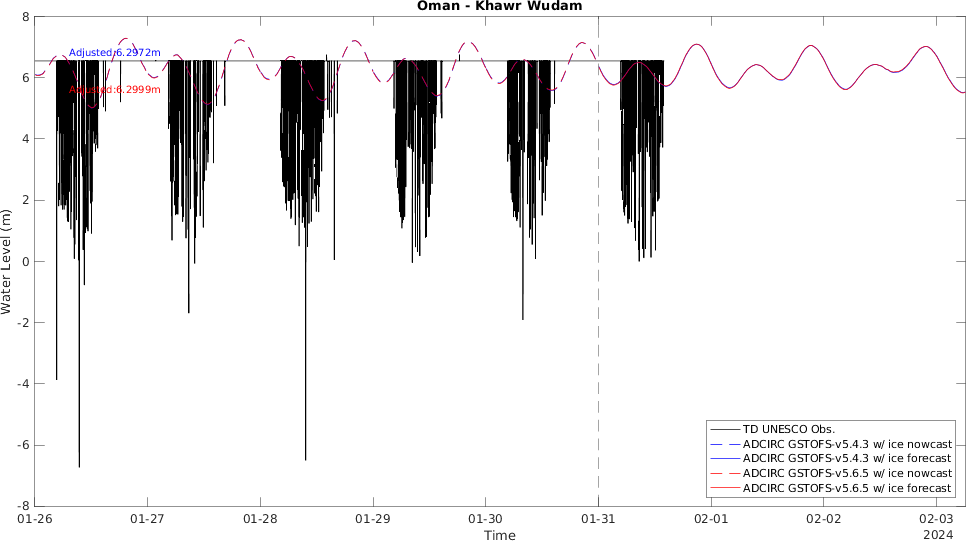 Oman - Khawr Wudam
8
6
4
2
0
-2
-4
-6
-8
Water Level (m)
Adjusted:6.2972m
Adjusted:6.2999m
TD UNESCO Obs.
ADCIRC GSTOFS-v5.4.3 w/ ice nowcast
ADCIRC GSTOFS-v5.4.3 w/ ice forecast
ADCIRC GSTOFS-v5.6.5 w/ ice nowcast
ADCIRC GSTOFS-v5.6.5 w/ ice forecast
01-26 01-27 01-28 01-29 01-30 01-31 02-01 02-02 02-03
Time
2024